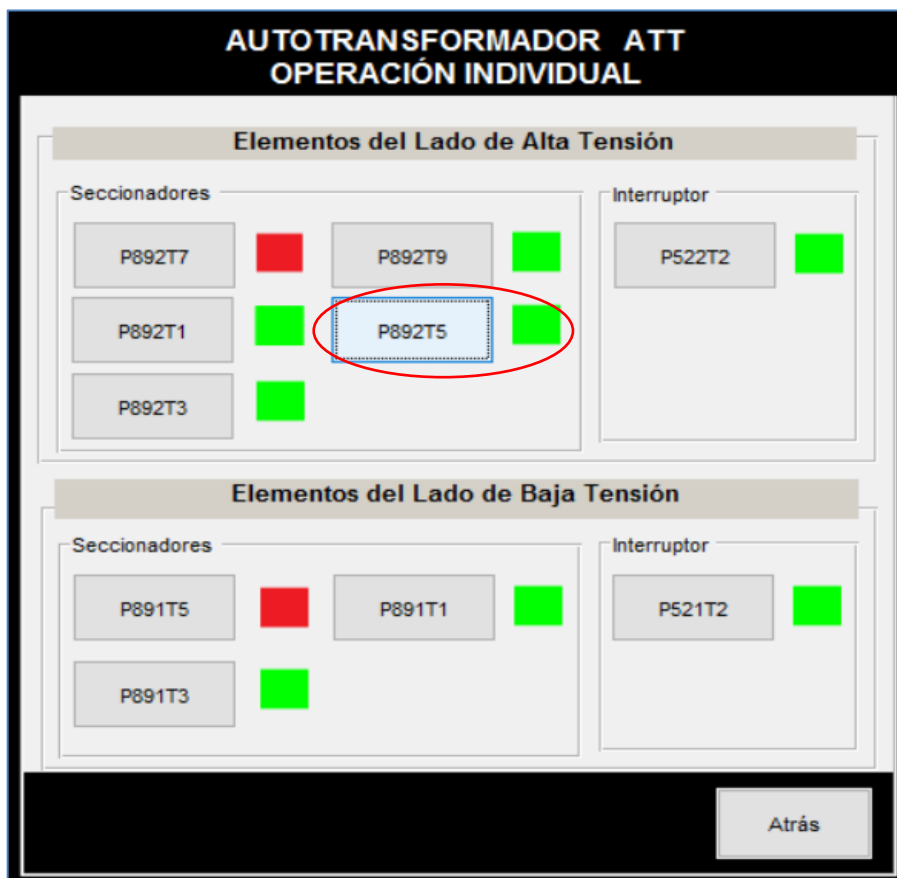 AUTOTRANSFORMADOR ATT
OPERACIÓN INDIVIDUAL
Elementos del Lado de Alta Tensión
Seccionadores
Interruptor
P892T7
P892T9
P522T2
P892T1
P892T5
P892T3
Elementos del Lado de Baja Tensión
Seccionadores
Interruptor
P891T5
P891T1
P521T2
P891T3
Atrás